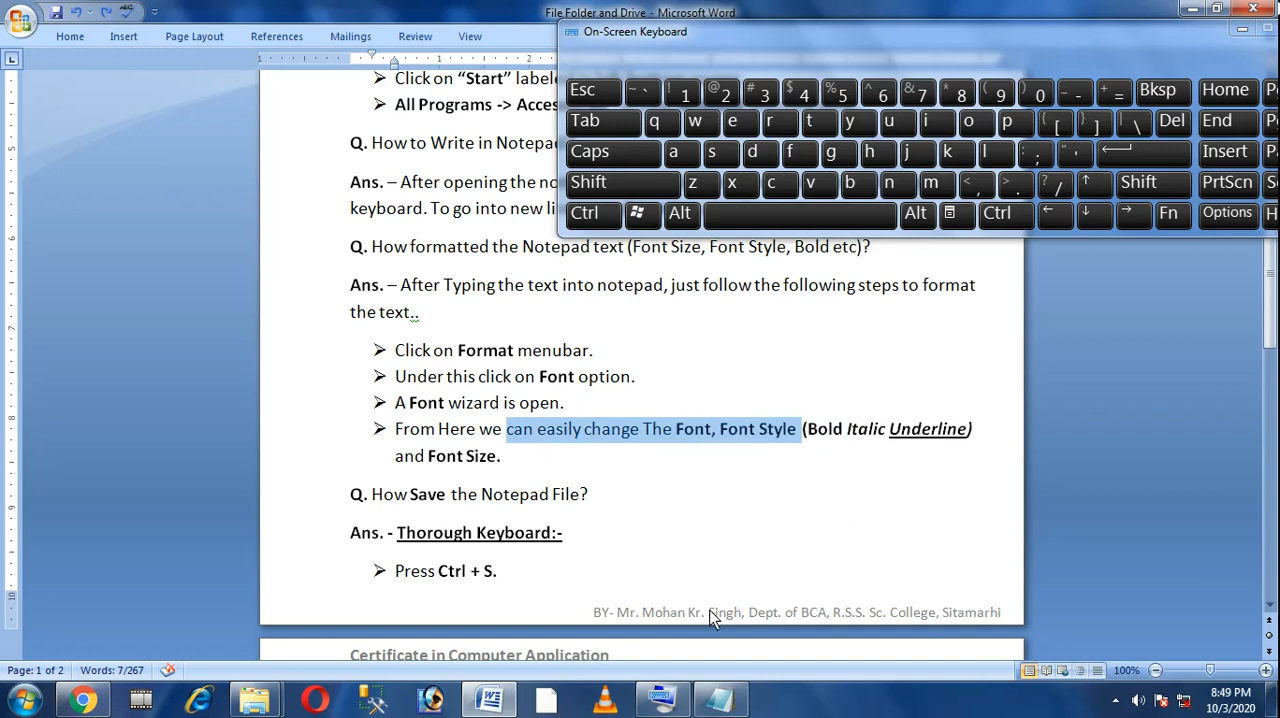 File Folder and Drive - Microsoft Word
Home Insert Page Layout References Mailings Review View
On-Screen Keyboard
Esc ~ ` ! 1 @ 2 # 3 $ 4 % 5 ^ 6 & 7 * 8 ( 9 ) 0 _ - + = Bksp Home
Tab q w e r t y u i o p { [ } ] | \ Del End
Caps a s d f g h j k l : ; " ' Insert
Shift z x c v b n m < , > . ? / Shift PrtScn
Ctrl Alt Alt Ctrl Fn Options
1 1 2
Click on “Start” labele
All Programs -> Acces
Q. How to Write in Notepa
Ans. – After opening the no
keyboard. To go into new li
Q. How formatted the Notepad text (Font Size, Font Style, Bold etc)?
Ans. – After Typing the text into notepad, just follow the following steps to format
the text..
Click on Format menubar.
Under this click on Font option.
A Font wizard is open.
From Here we can easily change The Font, Font Style (Bold Italic Underline)
and Font Size.
Q. How Save the Notepad File?
Ans. - Thorough Keyboard:-
Press Ctrl + S.
BY- Mr. Mohan Kr. Singh, Dept. of BCA, R.S.S. Sc. College, Sitamarhi
Certificate in Computer Application
Page: 1 of 2 Words: 7/267 100%
8:49 PM
10/3/2020